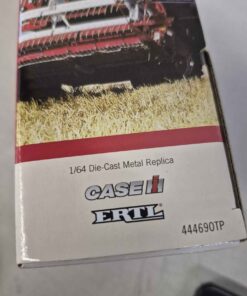 1/64 Die-Cast Metal Replica
CASE IH
ERTL
44469OTP